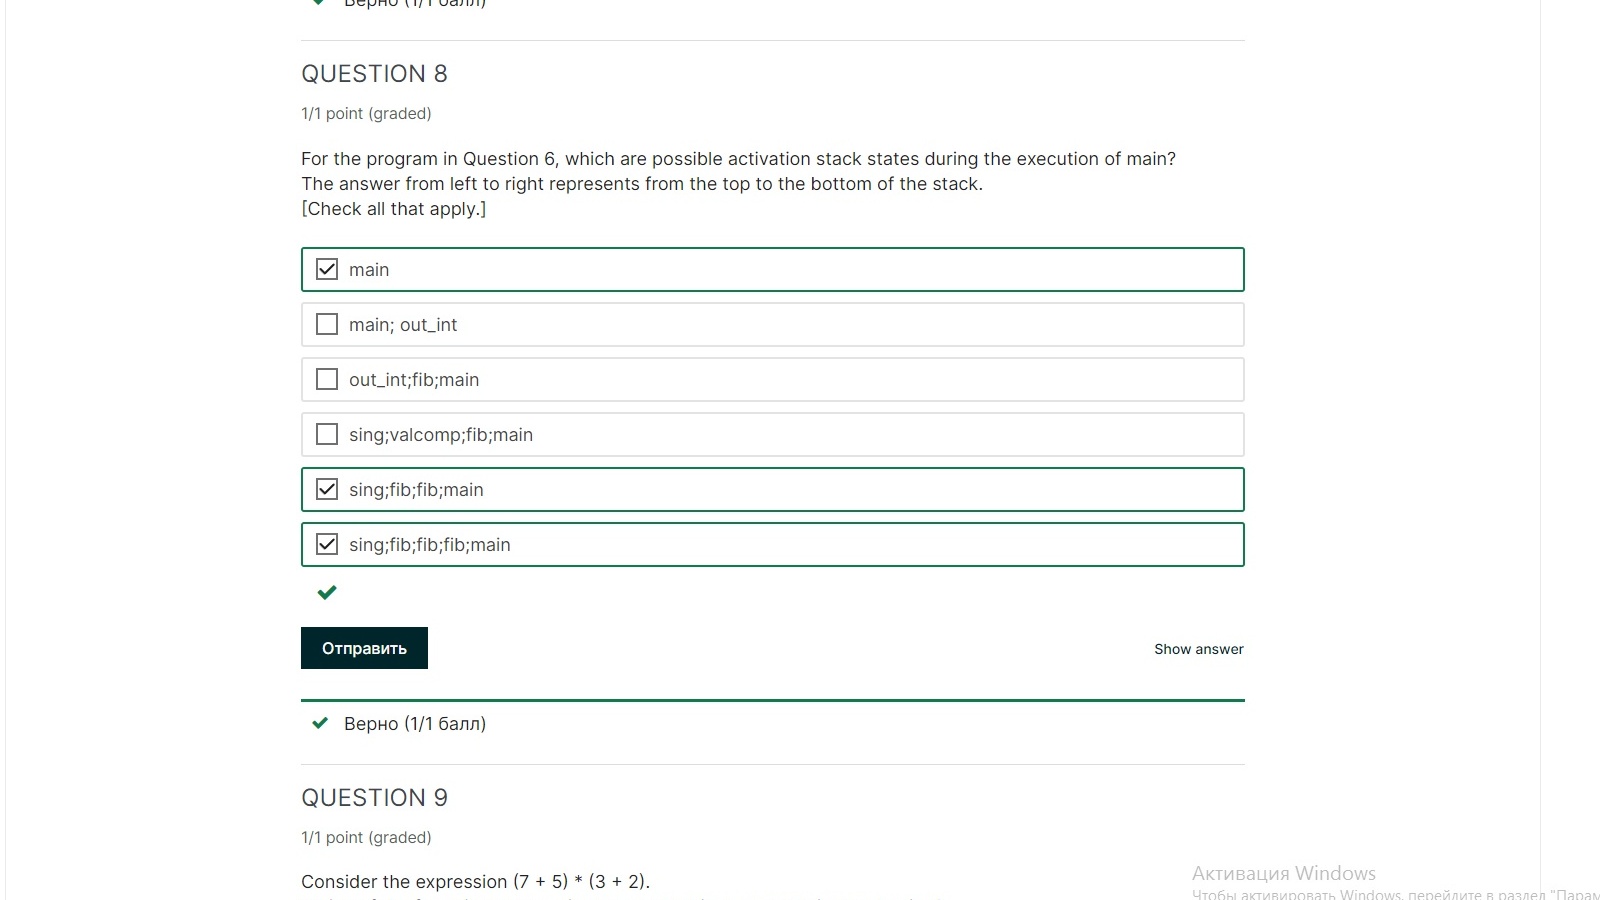 Верно (1/1 балл)
QUESTION 8
1/1 point (graded)
For the program in Question 6, which are possible activation stack states during the execution of main?
The answer from left to right represents from the top to the bottom of the stack.
[Check all that apply.]
main
main; out_int
out_int;fib;main
sing;valcomp;fib;main
sing;fib;fib;main
sing;fib;fib;fib;main
Отправить
Show answer
Верно (1/1 балл)
QUESTION 9
1/1 point (graded)
Consider the expression (7 + 5) * (3 + 2).
Активация Windows
Чтобы активировать Windows, перейдите в раздел "Парам